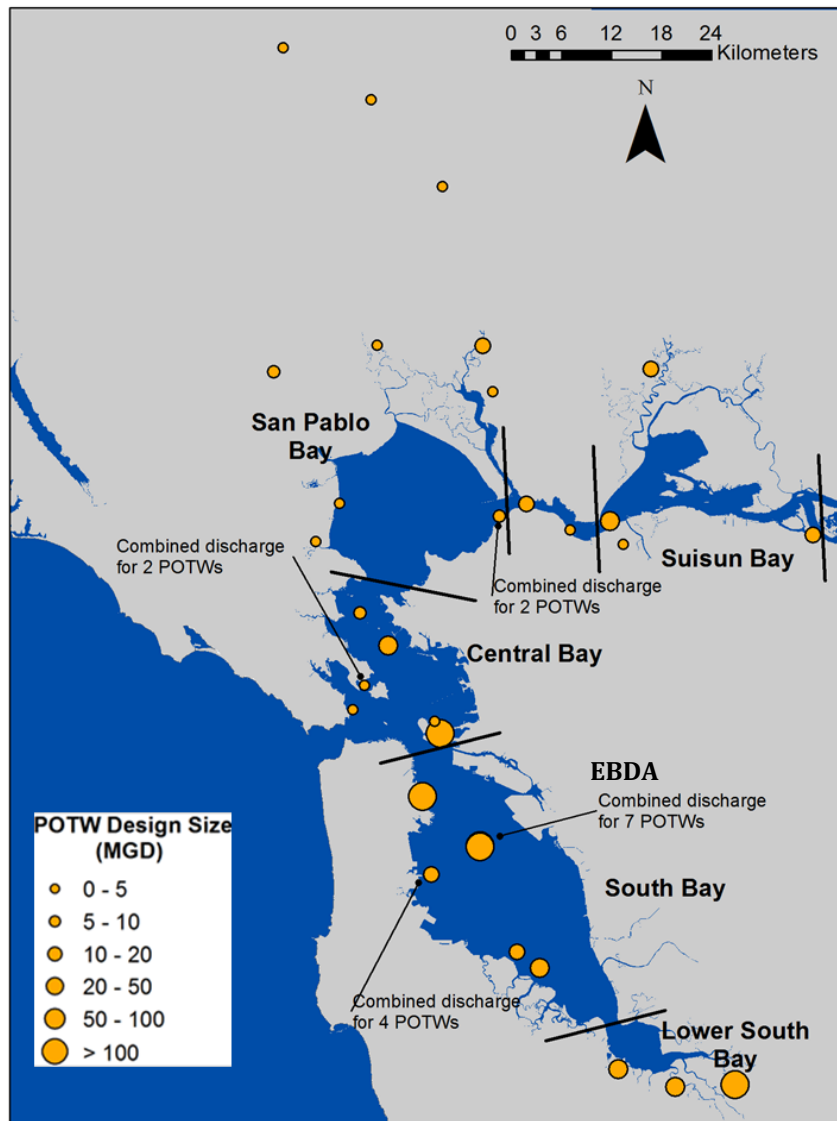 0 3 6 12 18 24
Kilometers
N
San Pablo
Bay
Combined discharge
for 2 POTWs
Combined discharge
for 2 POTWs
Suisun Bay
Central Bay
EBDA
Combined discharge
for 7 POTWs
South Bay
Combined discharge
for 4 POTWs
Lower South
Bay
POTW Design Size
(MGD)
0 - 5
5 - 10
10 - 20
20 - 50
50 - 100
> 100